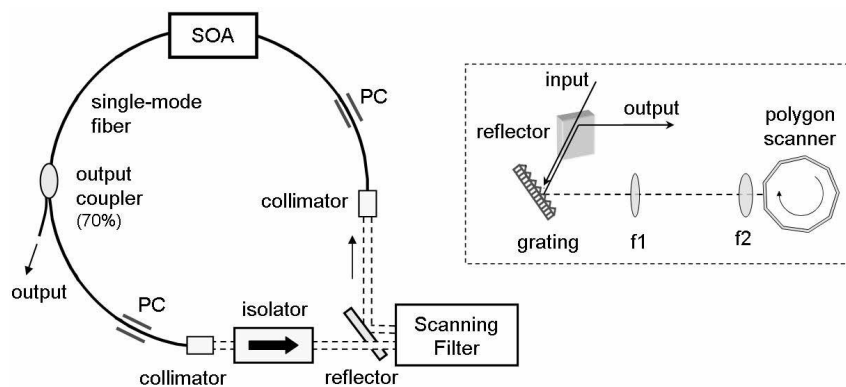 SOA
single-mode
fiber
PC
output
coupler
(70%)
collimator
output
PC
isolator
collimator
reflector
Scanning
Filter
input
output
reflector
polygon
scanner
grating
f1
f2